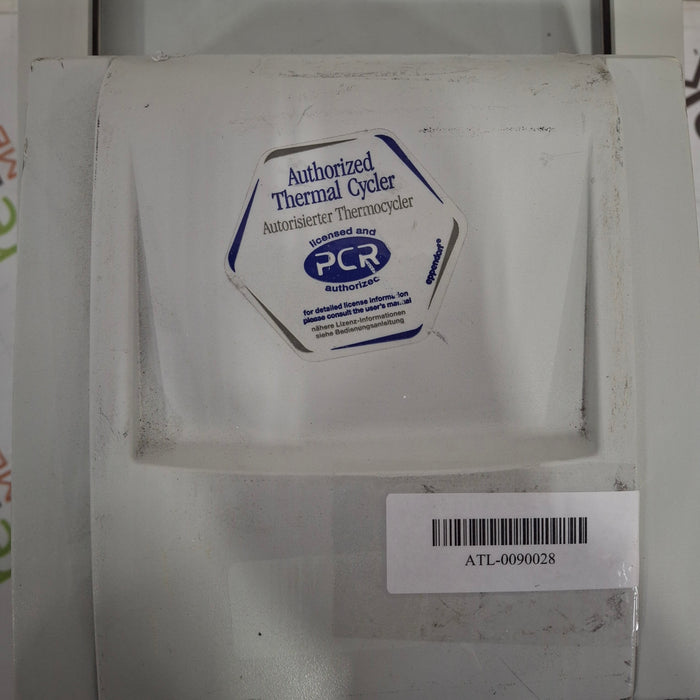 Authorized
Thermal Cycler
Autorisierter Thermocycler
licensed and
PCR
authorized
eppendorf®
for detailed license information
please consult the user's manual
nähere Lizenz-Informationen
siehe Bedienungsanleitung
ATL-0090028